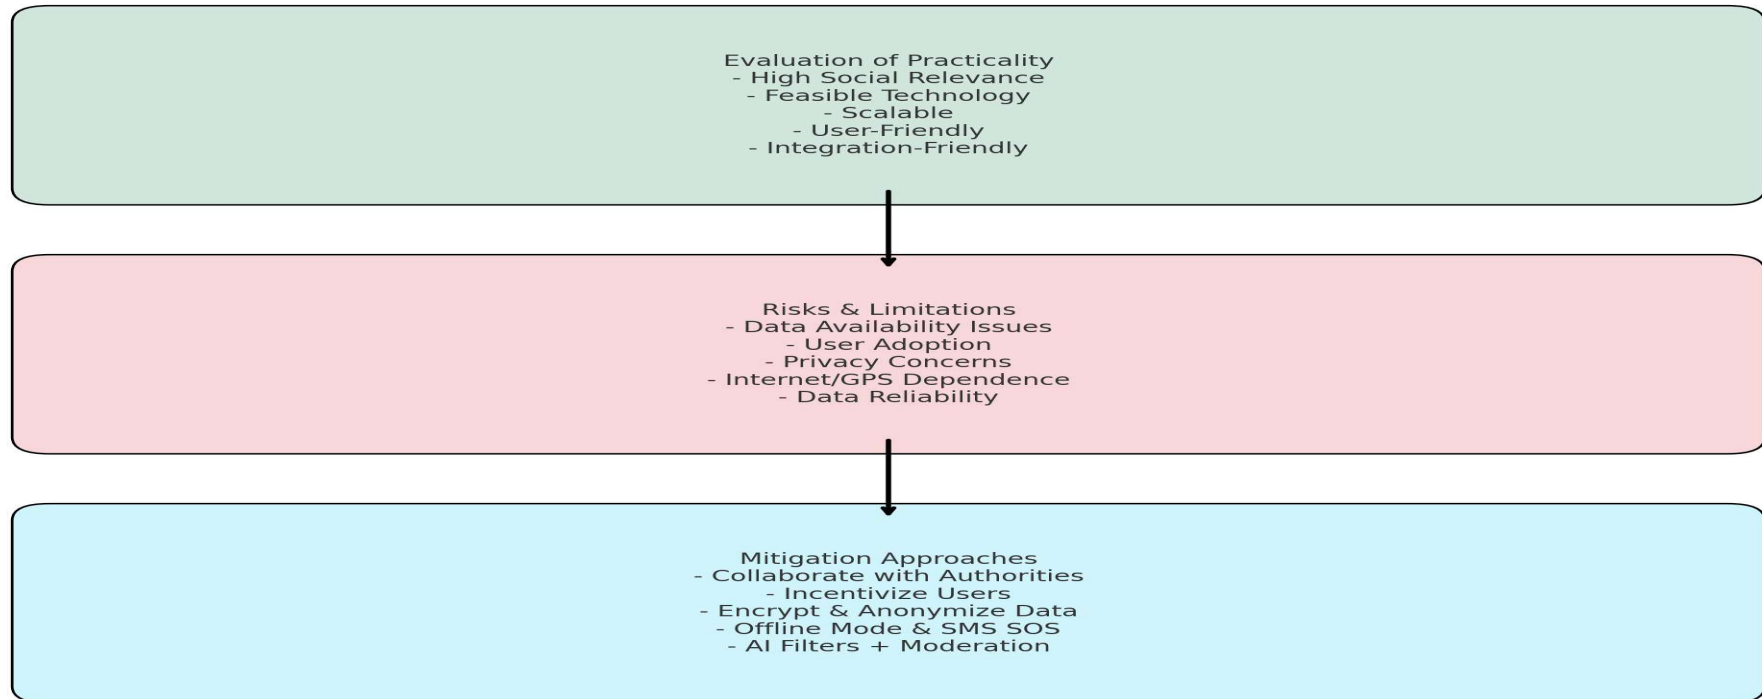 Evaluation of Practicality
- High Social Relevance
- Feasible Technology
- Scalable
- User-Friendly
- Integration-Friendly
Risks & Limitations
- Data Availability Issues
- User Adoption
- Privacy Concerns
- Internet/GPS Dependence
- Data Reliability
Mitigation Approaches
- Collaborate with Authorities
- Incentivize Users
- Encrypt & Anonymize Data
- Offline Mode & SMS SOS
- AI Filters + Moderation